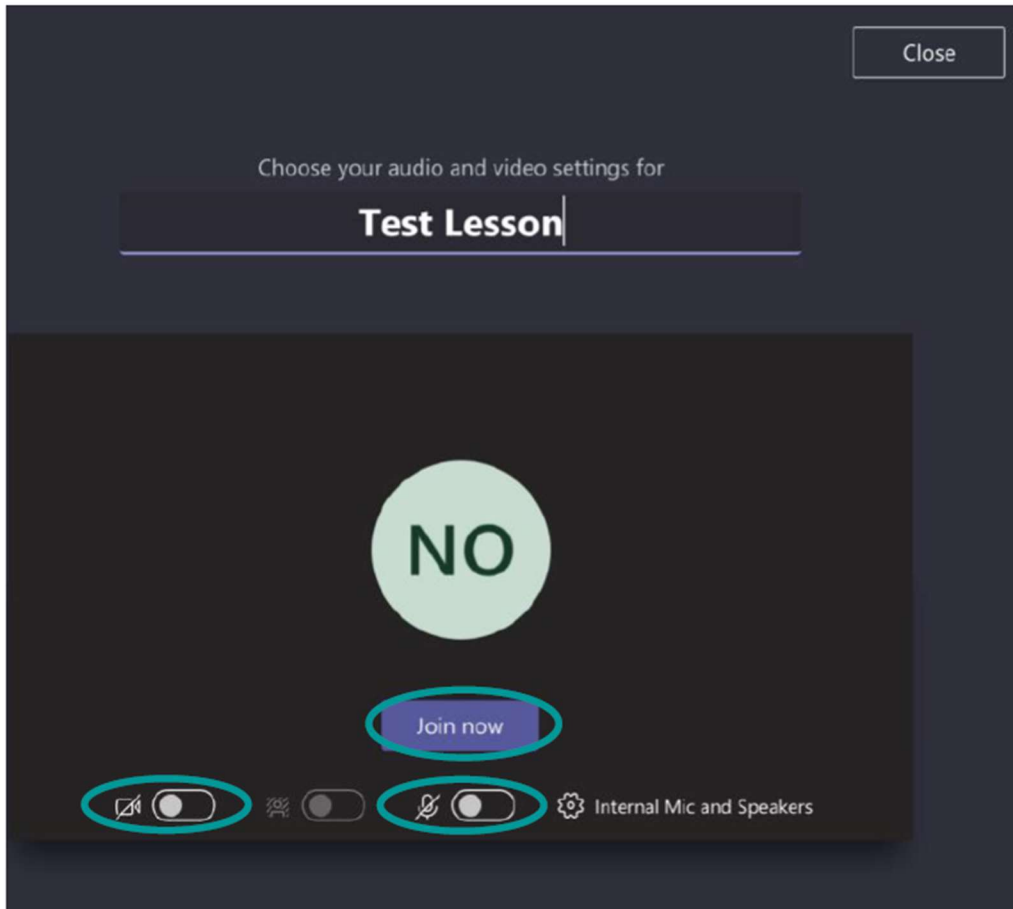 Close
Choose your audio and video settings for
Test Lesson
NO
Join now
Internal Mic and Speakers